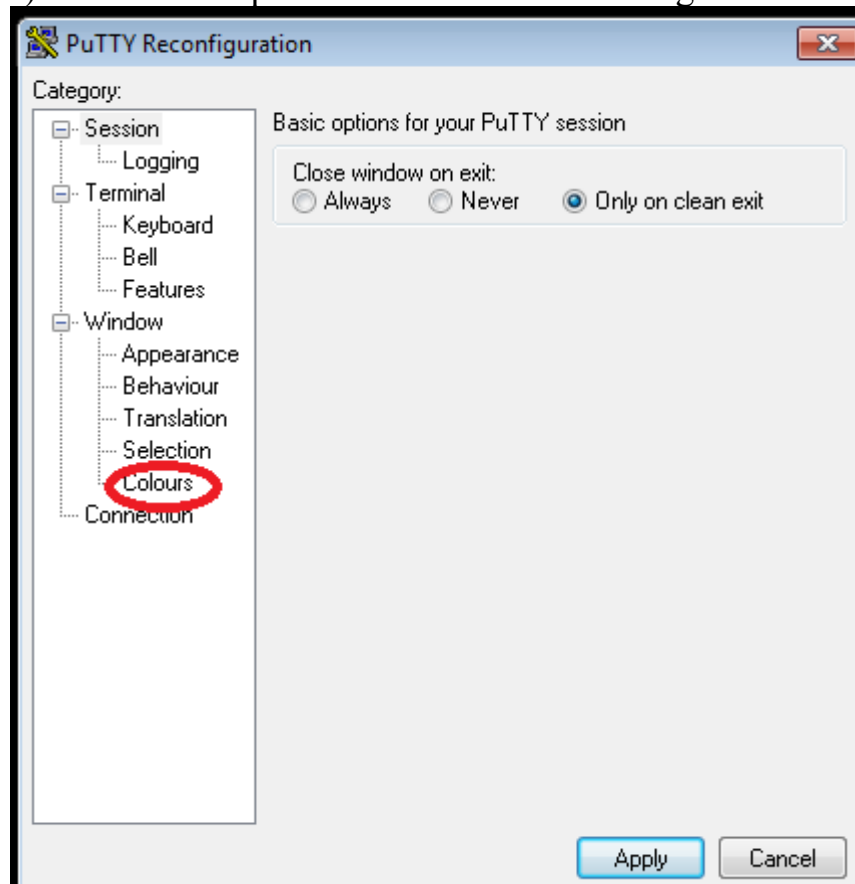 PuTTY Reconfiguration
Category:
Session
Logging
Terminal
Keyboard
Bell
Features
Window
Appearance
Behaviour
Translation
Selection
Colours
Connection
Basic options for your PuTTY session
Close window on exit:
Always Never Only on clean exit
Apply Cancel